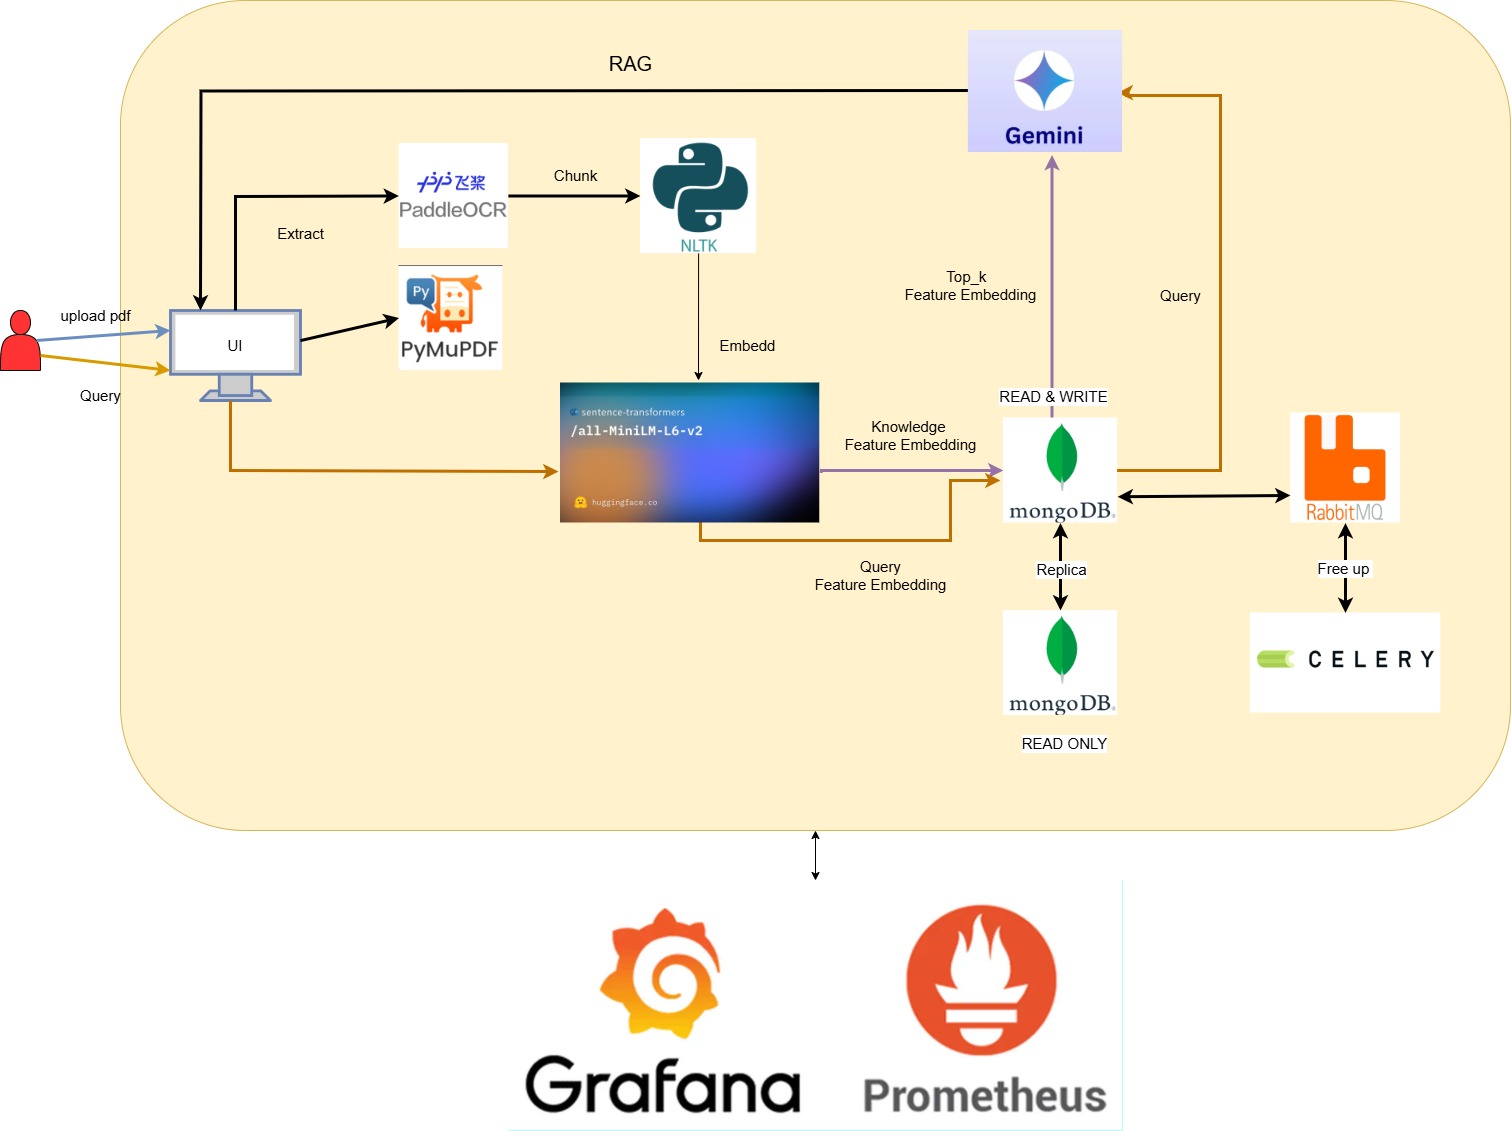 RAG
Gemini
飞桨
PaddleOCR
Chunk
NLTK
Extract
Py
PyMuPDF
upload pdf
UI
Query
Embedd
Top_k
Feature Embedding
Query
sentence-transformers
/all-MiniLM-L6-v2
huggingface.co
Knowledge
Feature Embedding
READ & WRITE
mongoDB.
RabbitMQ
Query
Feature Embedding
Replica
Free up
mongoDB.
READ ONLY
CELERY
Grafana
Prometheus